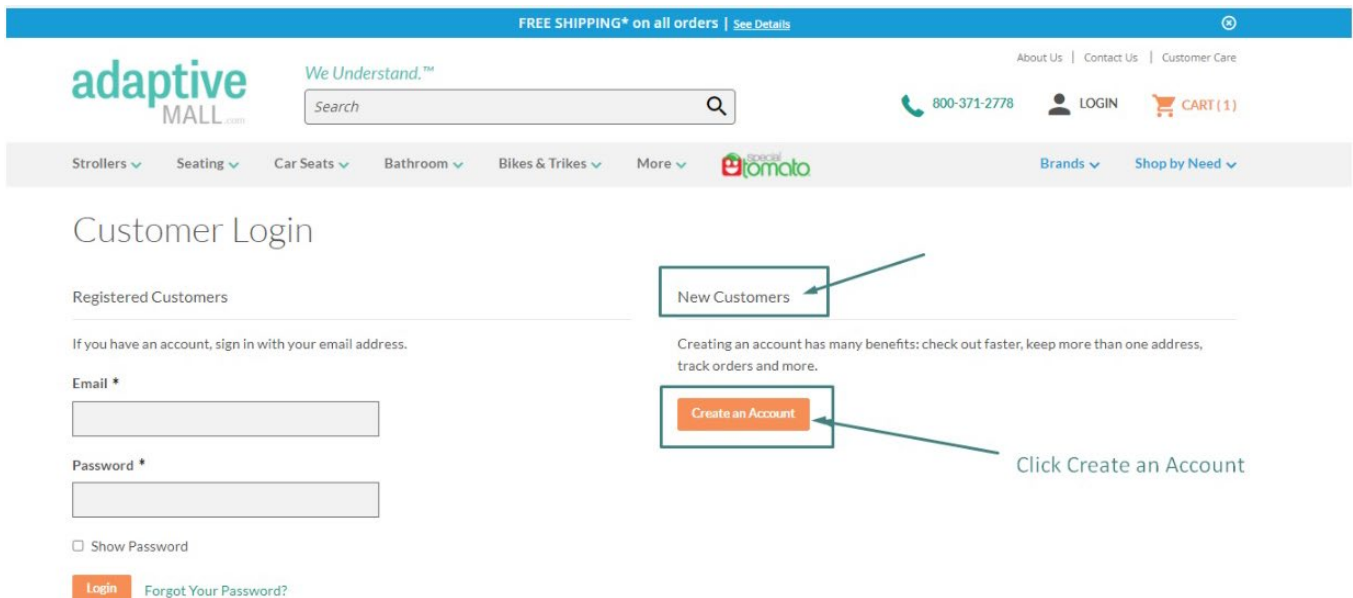 FREE SHIPPING* on all orders | See Details
About Us | Contact Us | Customer Care
adaptive
MALL.com
We Understand.™
Search
800-371-2778
LOGIN
CART ( 1 )
Strollers
Seating
Car Seats
Bathroom
Bikes & Trikes
More
special
tomato
Brands
Shop by Need
Customer Login
Registered Customers
If you have an account, sign in with your email address.
Email *
Password *
Show Password
Login
Forgot Your Password?
New Customers
Creating an account has many benefits: check out faster, keep more than one address,
track orders and more.
Create an Account
Click Create an Account